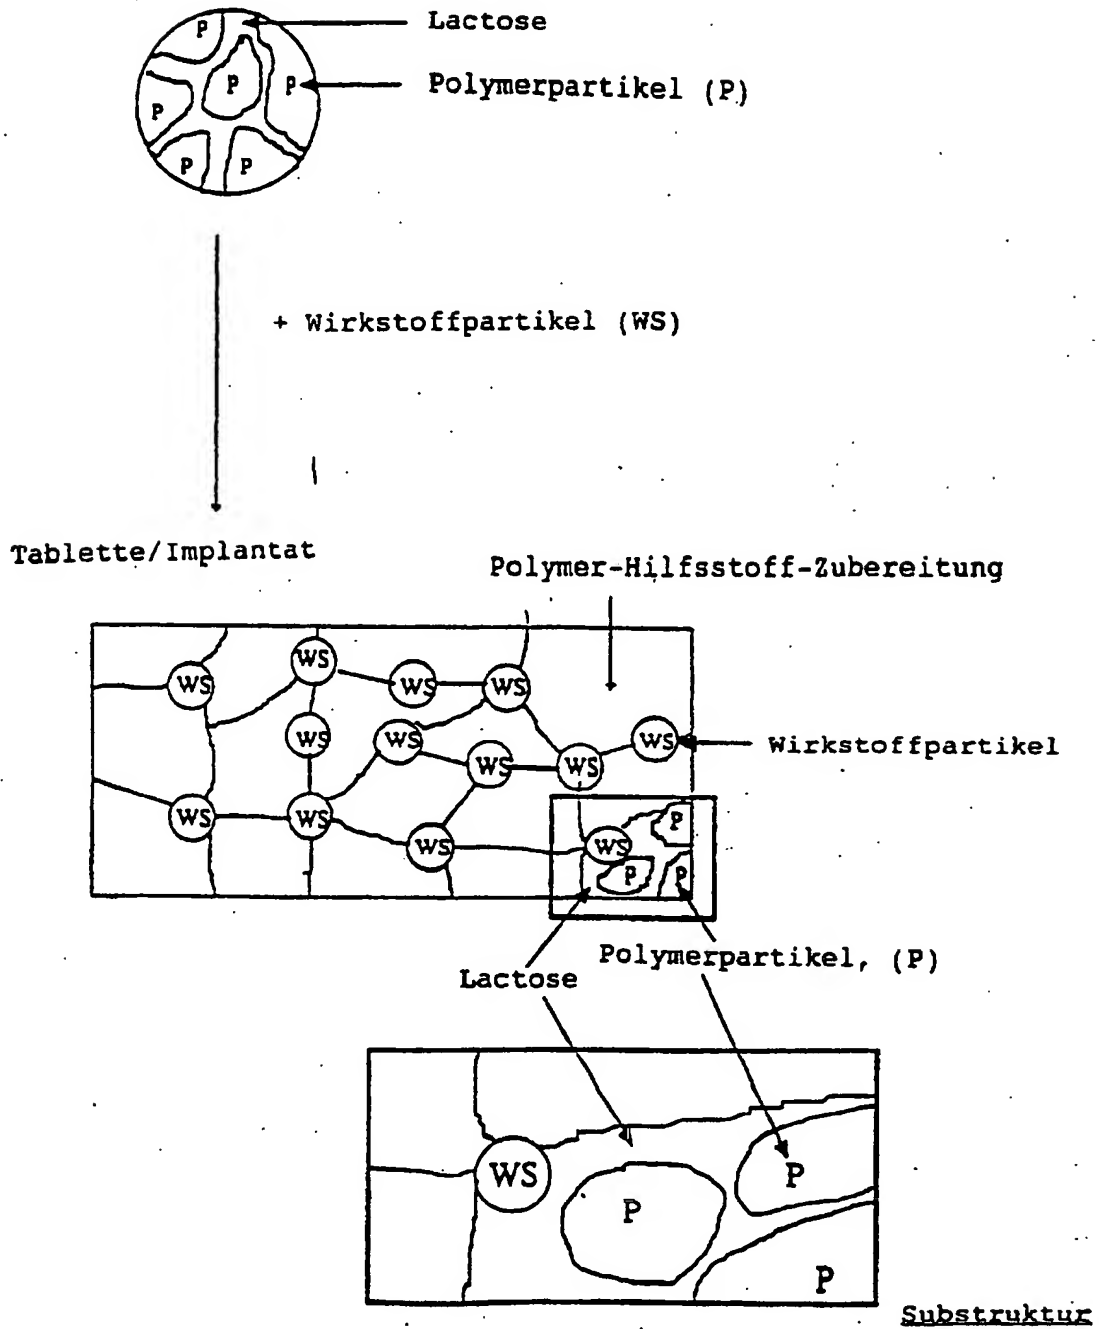 Lactose
P
P
P
Polymerpartikel (P)
P
P
P
+ Wirkstoffpartikel (WS)
Tablette/Implantat
Polymer-Hilfsstoff-Zubereitung
WS
WS
WS
WS
WS
WS
WS
WS
WS
WS
Wirkstoffpartikel
WS
WS
WS
WS
P
P
P
Polymerpartikel, (P)
Lactose
WS
P
P
P
Substruktur